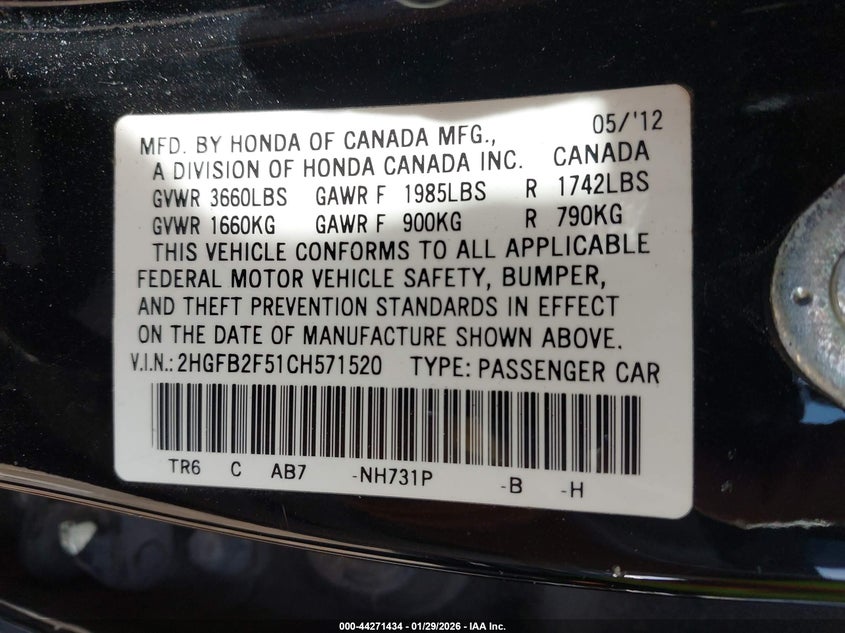 05/'12
MFD. BY HONDA OF CANADA MFG.,
A DIVISION OF HONDA CANADA INC. CANADA
GVWR 3660LBS GAWR F 1985LBS R 1742LBS
GVWR 1660KG GAWR F 900KG R 790KG
THIS VEHICLE CONFORMS TO ALL APPLICABLE
FEDERAL MOTOR VEHICLE SAFETY, BUMPER,
AND THEFT PREVENTION STANDARDS IN EFFECT
ON THE DATE OF MANUFACTURE SHOWN ABOVE.
V.I.N.: 2HGFB2F51CH571520 TYPE: PASSENGER CAR
TR6 C AB7 -NH731P -B -H
000-44271434 - 01/29/2026 - IAA Inc.